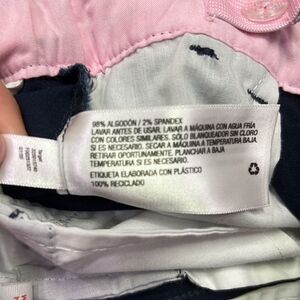 98% ALGODÓN / 2% SPANDEX
LAVAR ANTES DE USAR. LAVAR A MÁQUINA CON AGUA FRÍA
CON COLORES SIMILARES. SÓLO BLANQUEADOR SIN CLORO
SI ES NECESARIO. SECAR A MÁQUINA A TEMPERATURA BAJA.
RETIRAR OPORTUNAMENTE. PLANCHAR A TEMPERATURA BAJA
SI ES NECESARIO.
ETIQUETA ELABORADA CON PLÁSTICO
100% RECICLADO